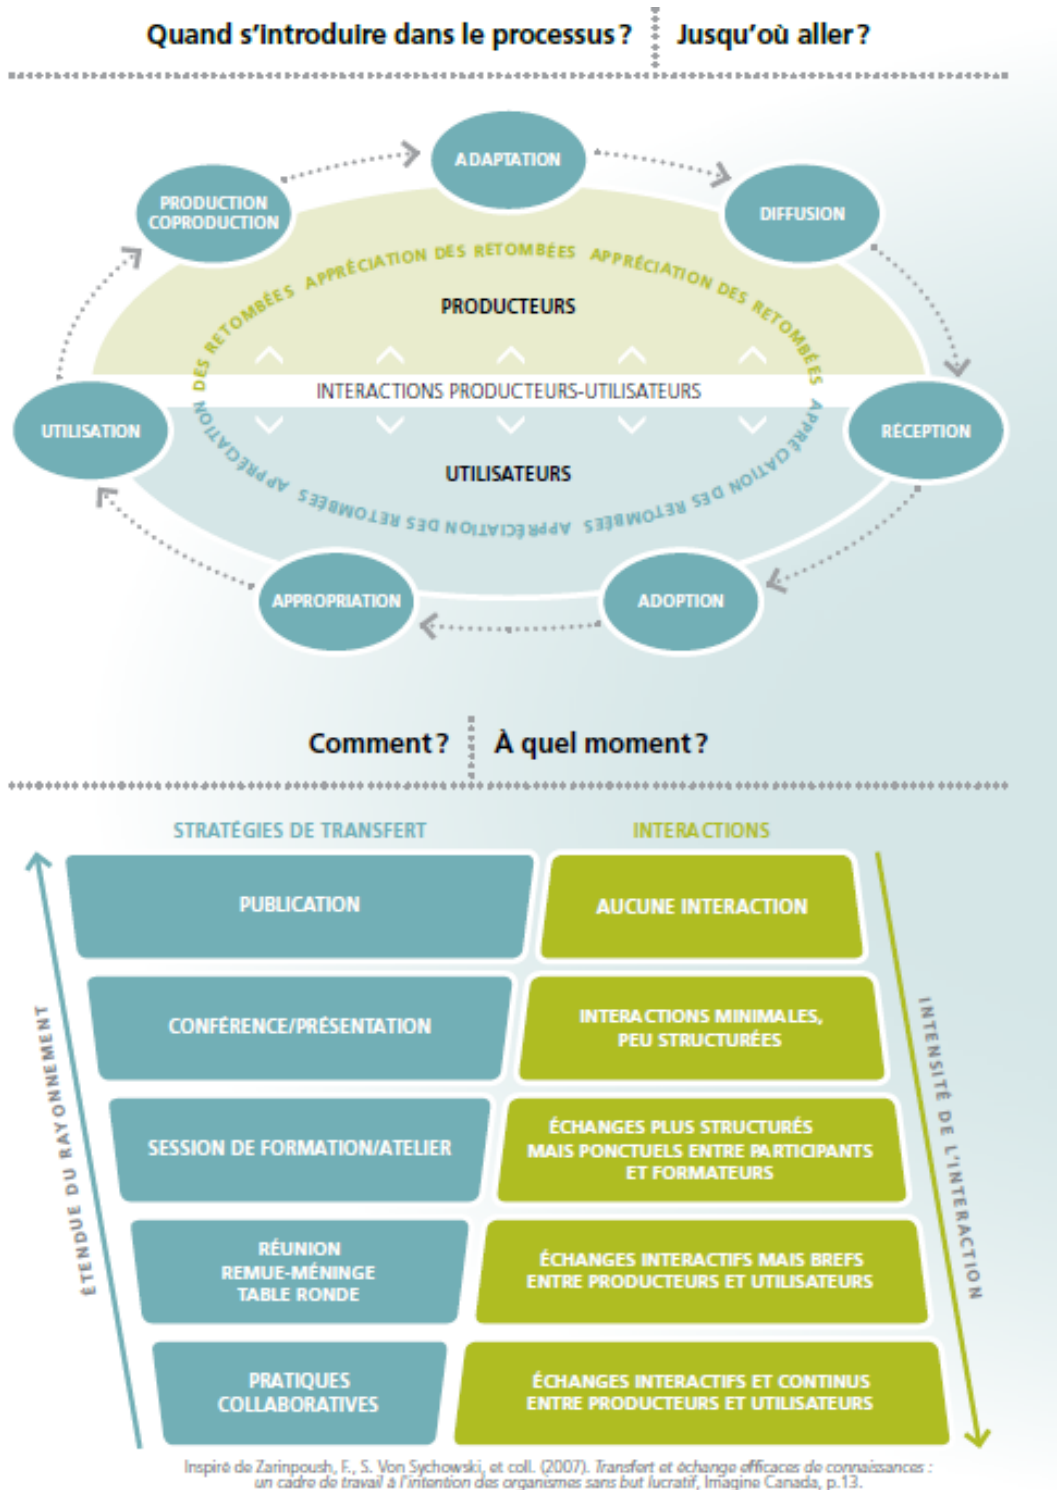 Quand s'introduire dans le processus ?
Jusqu'où aller ?
ADAPTATION
PRODUCTION
COPRODUCTION
DIFFUSION
APPRÉCIATION DES RETOMBÉES APPRÉCIATION DES RETOMBÉES
PRODUCTEURS
INTERACTIONS PRODUCTEURS-UTILISATEURS
UTILISATION
RÉCEPTION
UTILISATEURS
APPRÉCIATION DES RETOMBÉES APPRÉCIATION DES RETOMBÉES APPRÉCIATION DES RETOMBÉES
APPROPRIATION
ADOPTION
Comment ?
À quel moment ?
STRATÉGIES DE TRANSFERT
INTERACTIONS
PUBLICATION
AUCUNE INTERACTION
CONFÉRENCE/PRÉSENTATION
INTERACTIONS MINIMALES,
PEU STRUCTURÉES
SESSION DE FORMATION/ATELIER
ÉCHANGES PLUS STRUCTURÉS
MAIS PONCTUELS ENTRE PARTICIPANTS
ET FORMATEURS
RÉUNION
REMUE-MÉNINGE
TABLE RONDE
ÉCHANGES INTERACTIFS MAIS BREFS
ENTRE PRODUCTEURS ET UTILISATEURS
PRATIQUES
COLLABORATIVES
ÉCHANGES INTERACTIFS ET CONTINUS
ENTRE PRODUCTEURS ET UTILISATEURS
ÉTENDUE DU RAYONNEMENT
INTENSITÉ DE L'INTERACTION
Inspiré de Zarinpoush, F., S. Von Sychowski, et coll. (2007). Transfert et échange efficaces de connaissances :
un cadre de travail à l'intention des organismes sans but lucratif, Imagine Canada, p.13.